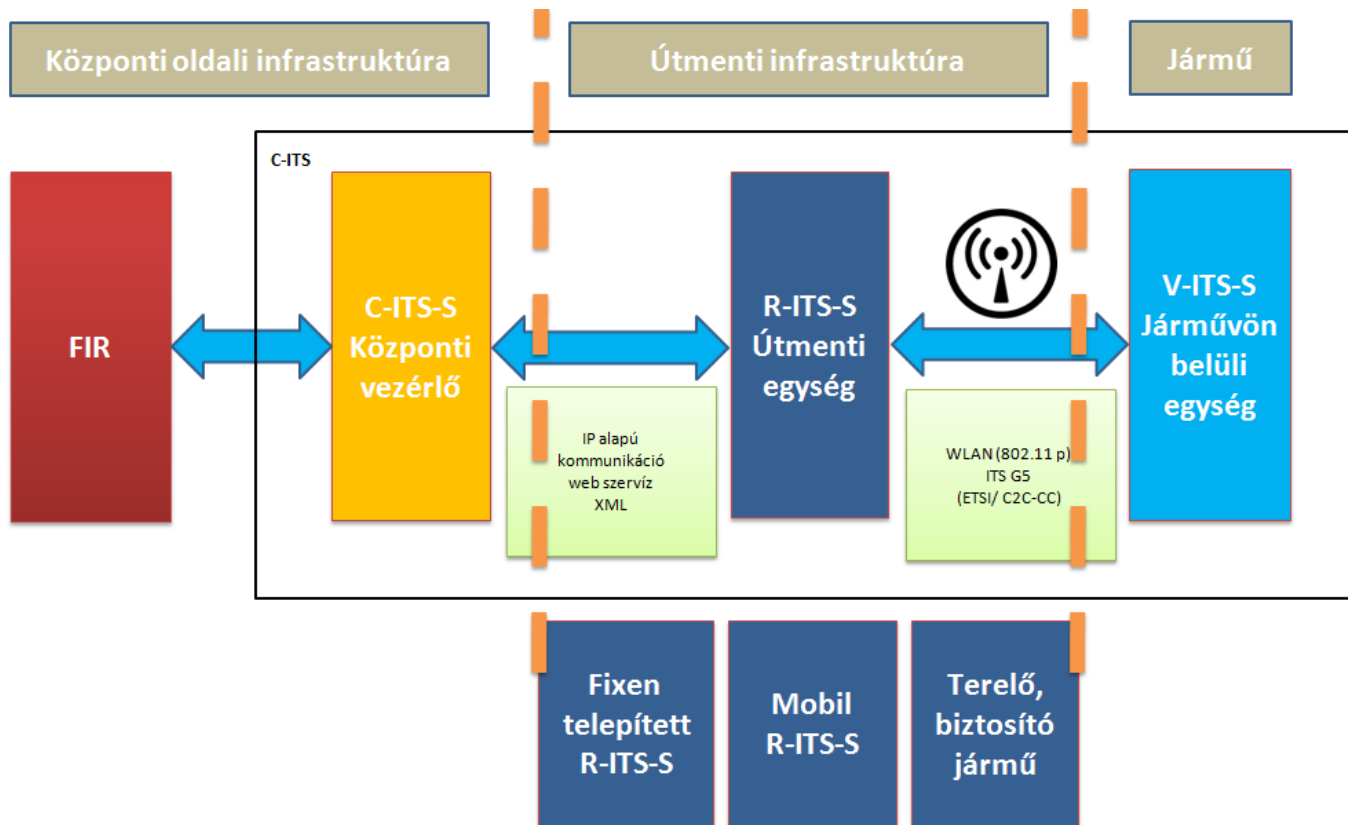 Központi oldali infrastruktúra
Útmenti infrastruktúra
Jármű
C-ITS
FIR
C-ITS-S
Központi
vezérlő
IP alapú
kommunikáció
web szervíz
XML
R-ITS-S
Útmenti
egység
WLAN (802.11 p)
ITS G5
(ETSI/ C2C-CC)
V-ITS-S
Járművön
belüli
egység
Fixen
telepített
R-ITS-S
Mobil
R-ITS-S
Terelő,
biztosító
jármű